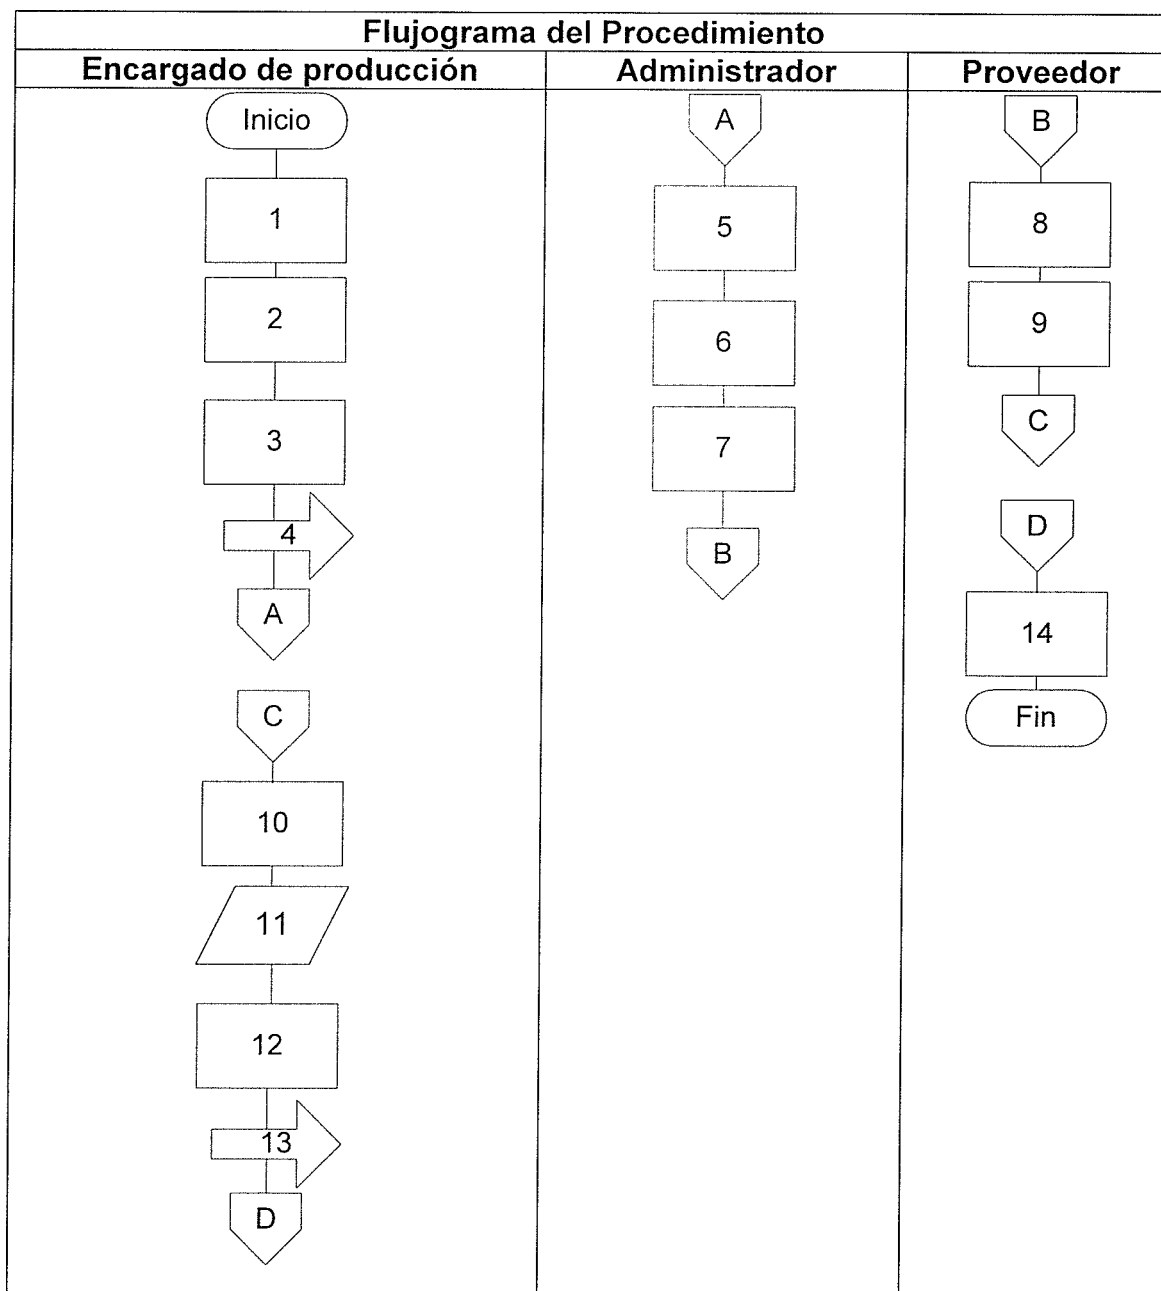 Flujograma del Procedimiento
Encargado de producción
Administrador
Proveedor
Inicio
1
2
3
4
A
C
10
11
12
13
D
A
5
6
7
B
B
8
9
C
D
14
Fin